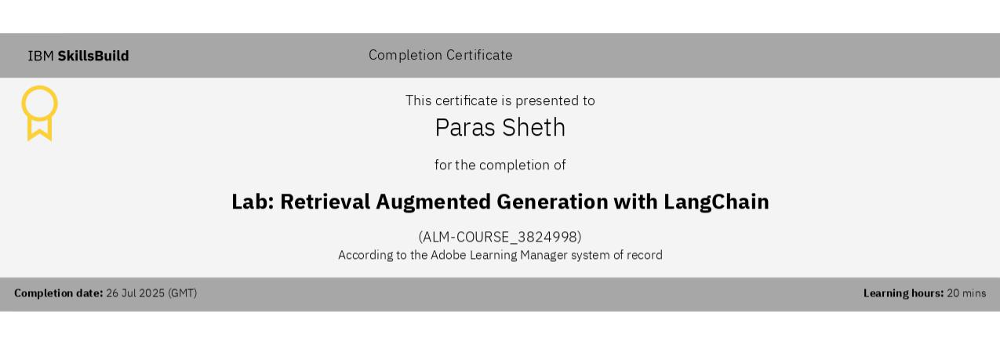 IBM SkillsBuild
Completion Certificate
This certificate is presented to
Paras Sheth
for the completion of
Lab: Retrieval Augmented Generation with LangChain
(ALM-COURSE_3824998)
According to the Adobe Learning Manager system of record
Completion date: 26 Jul 2025 (GMT)
Learning hours: 20 mins